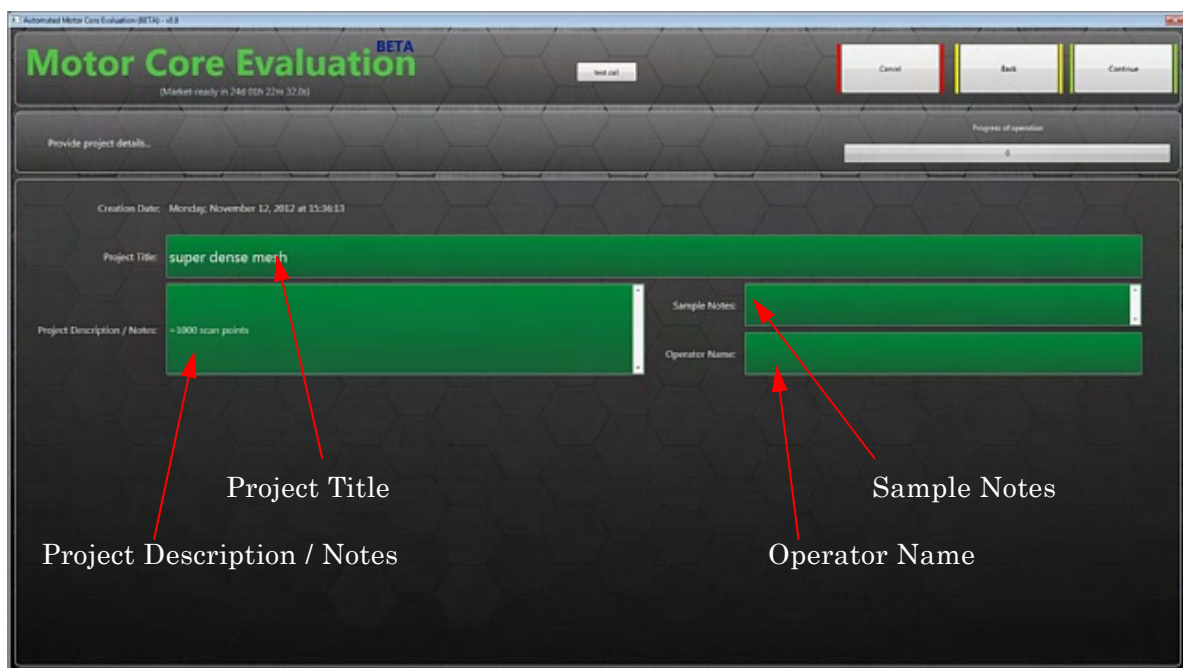 Automated Motor Core Evaluation (BETA) - v8.8
Motor Core Evaluation BETA
(Market-ready in 24d 01h 22m 32.0s)
test call
Cancel
Back
Continue
Provide project details...
Progress of operation
0
Creation Date: Monday, November 12, 2012 at 15:36:13
Project Title: super dense mesh
Project Description / Notes: ~1000 scan points
Sample Notes:
Operator Name:
Project Title
Sample Notes
Project Description / Notes
Operator Name